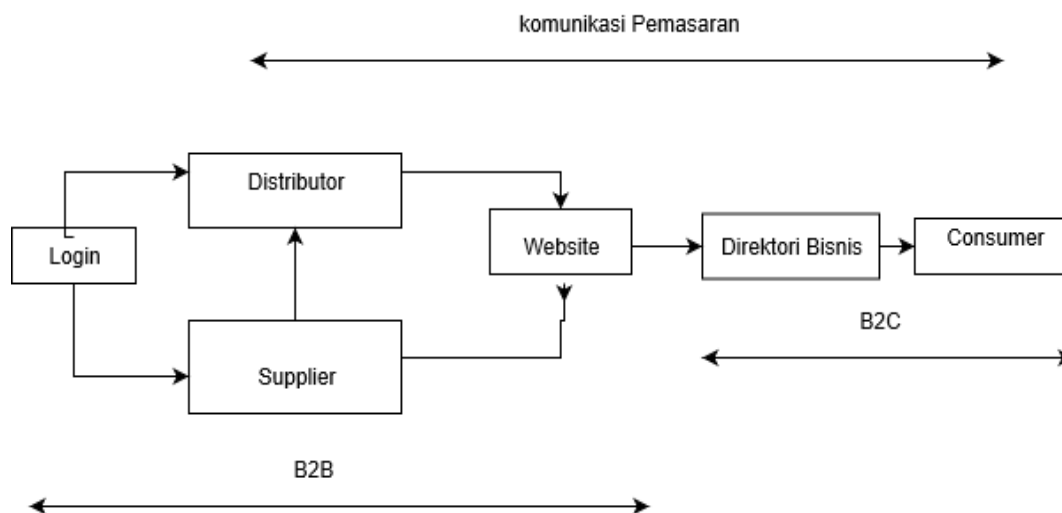 komunikasi Pemasaran
Distributor
Login
Website
Direktori Bisnis
Consumer
Supplier
B2C
B2B